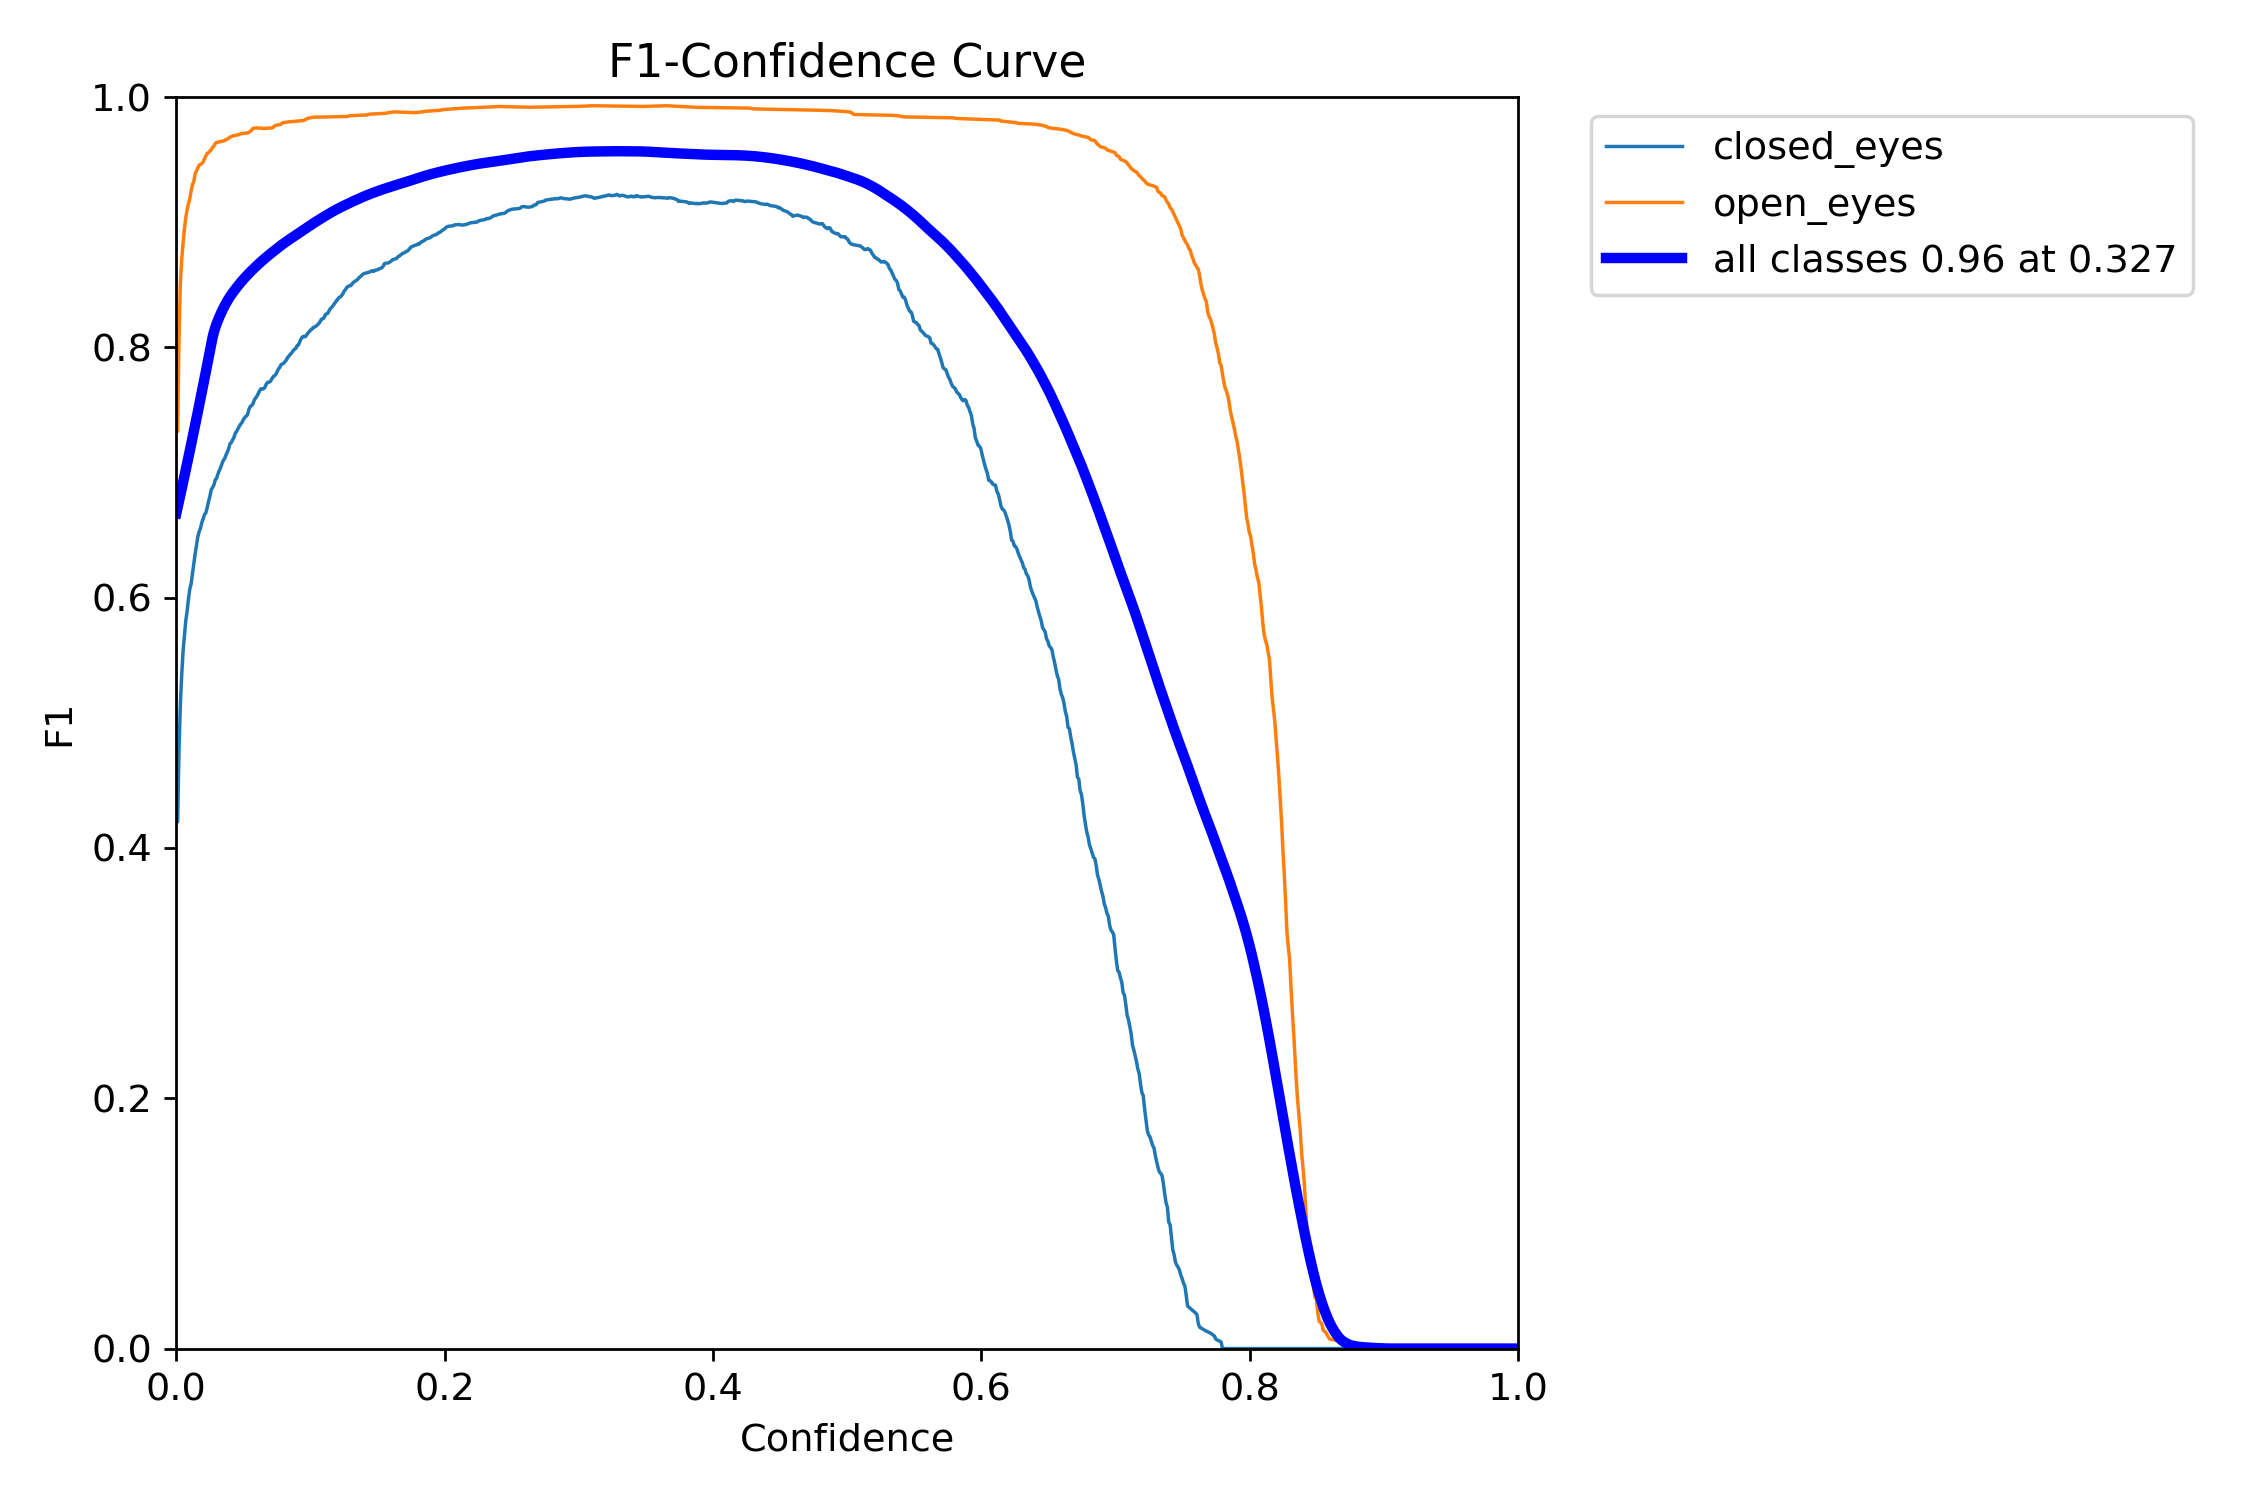 F1-Confidence Curve
closed_eyes
open_eyes
all classes 0.96 at 0.327
1.0
0.8
0.6
0.4
0.2
0.0
F1
0.0 0.2 0.4 0.6 0.8 1.0
Confidence